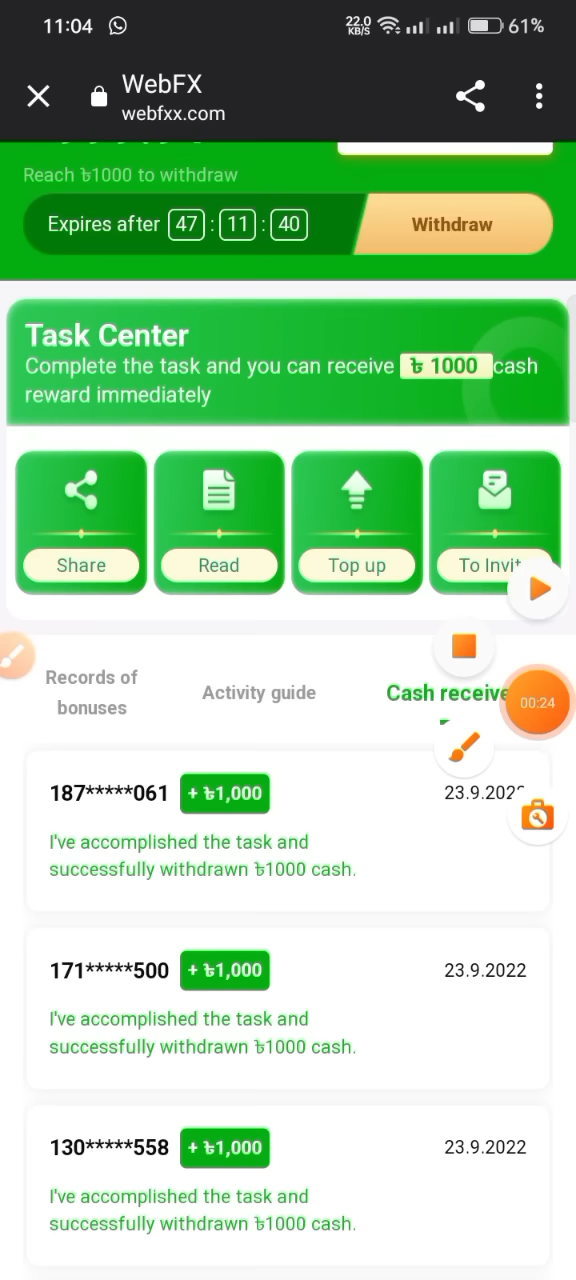 11:04
22.0
KB/S
61%
WebFX
webfxx.com
Reach ৳1000 to withdraw
Expires after 47 : 11 : 40
Withdraw
Task Center
Complete the task and you can receive ৳ 1000 cash
reward immediately
Share
Read
Top up
To Invit
Records of
bonuses
Activity guide
Cash receive
00:24
187*****061 + ৳1,000 23.9.202
I've accomplished the task and
successfully withdrawn ৳1000 cash.
171*****500 + ৳1,000 23.9.2022
I've accomplished the task and
successfully withdrawn ৳1000 cash.
130*****558 + ৳1,000 23.9.2022
I've accomplished the task and
successfully withdrawn ৳1000 cash.